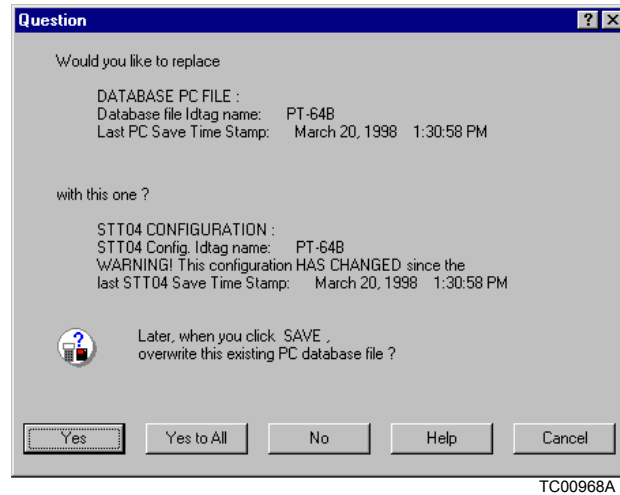 Question
Would you like to replace
DATABASE PC FILE :
Database file Idtag name: PT-64B
Last PC Save Time Stamp: March 20, 1998 1:30:58 PM
with this one ?
STT04 CONFIGURATION :
STT04 Config. Idtag name: PT-64B
WARNING! This configuration HAS CHANGED since the
last STT04 Save Time Stamp: March 20, 1998 1:30:58 PM
Later, when you click SAVE ,
overwrite this existing PC database file ?
Yes Yes to All No Help Cancel
TC00968A